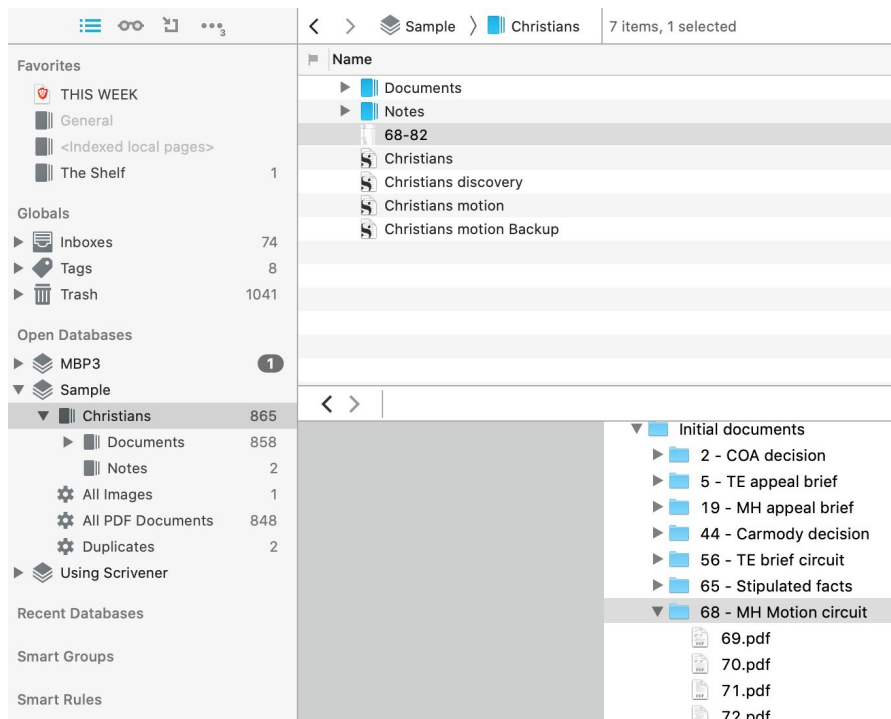 3
Sample
Christians
7 items, 1 selected
Favorites
THIS WEEK
General
<Indexed local pages>
The Shelf 1
Globals
Inboxes 74
Tags 8
Trash 1041
Open Databases
MBP3 1
Sample
Christians 865
Documents 858
Notes 2
All Images 1
All PDF Documents 848
Duplicates 2
Using Scrivener
Recent Databases
Smart Groups
Smart Rules
Name
Documents
Notes
68-82
Christians
Christians discovery
Christians motion
Christians motion Backup
Initial documents
2 - COA decision
5 - TE appeal brief
19 - MH appeal brief
44 - Carmody decision
56 - TE brief circuit
65 - Stipulated facts
68 - MH Motion circuit
69.pdf
70.pdf
71.pdf
72.pdf